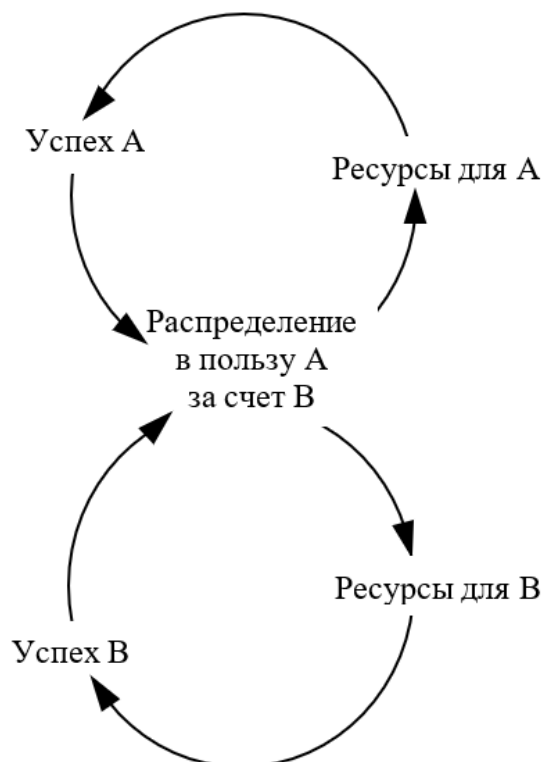 Успех А
Ресурсы для А
Распределение
в пользу А
за счет В
Ресурсы для В
Успех В